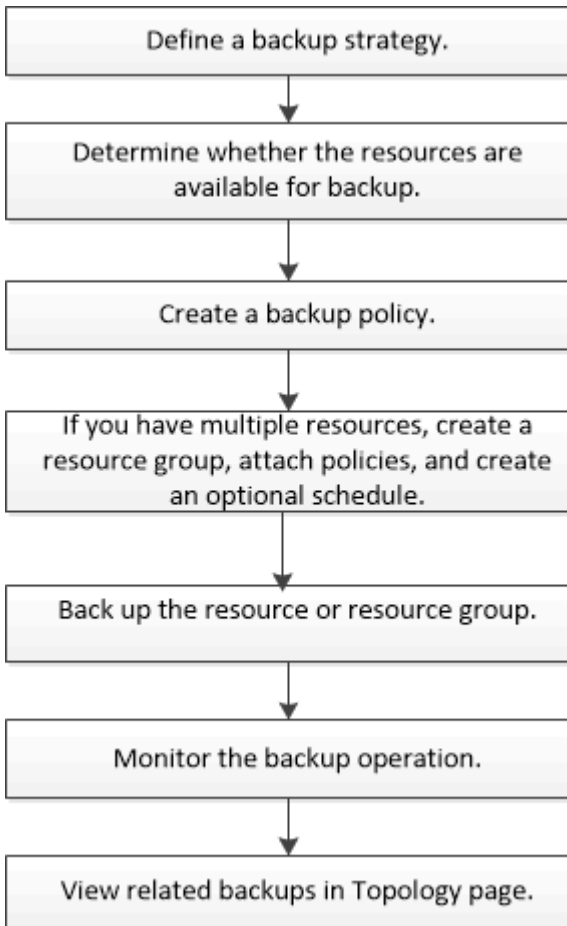 Define a backup strategy.
Determine whether the resources are
available for backup.
Create a backup policy.
If you have multiple resources, create a
resource group, attach policies, and create
an optional schedule.
Back up the resource or resource group.
Monitor the backup operation.
View related backups in Topology page.